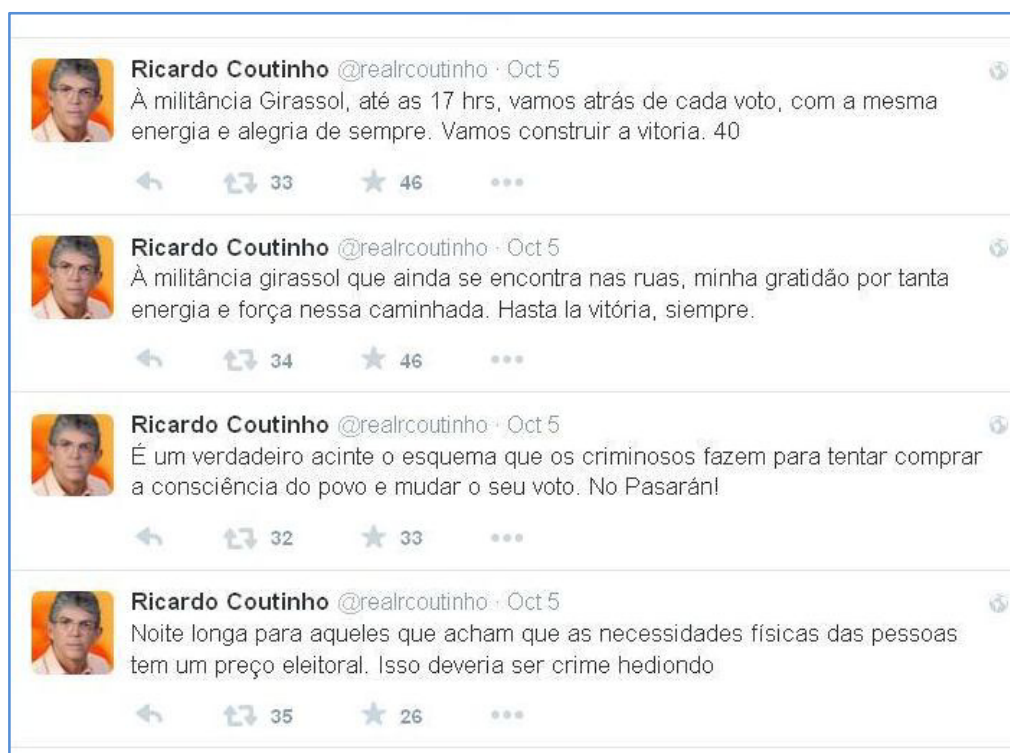 Ricardo Coutinho @realrcoutinho · Oct 5
À militância Girassol, até as 17 hrs, vamos atrás de cada voto, com a mesma
energia e alegria de sempre. Vamos construir a vitoria. 40
33 46
Ricardo Coutinho @realrcoutinho · Oct 5
À militância girassol que ainda se encontra nas ruas, minha gratidão por tanta
energia e força nessa caminhada. Hasta la vitória, siempre.
34 46
Ricardo Coutinho @realrcoutinho · Oct 5
É um verdadeiro acinte o esquema que os criminosos fazem para tentar comprar
a consciência do povo e mudar o seu voto. No Pasarán!
32 33
Ricardo Coutinho @realrcoutinho · Oct 5
Noite longa para aqueles que acham que as necessidades físicas das pessoas
tem um preço eleitoral. Isso deveria ser crime hediondo
35 26